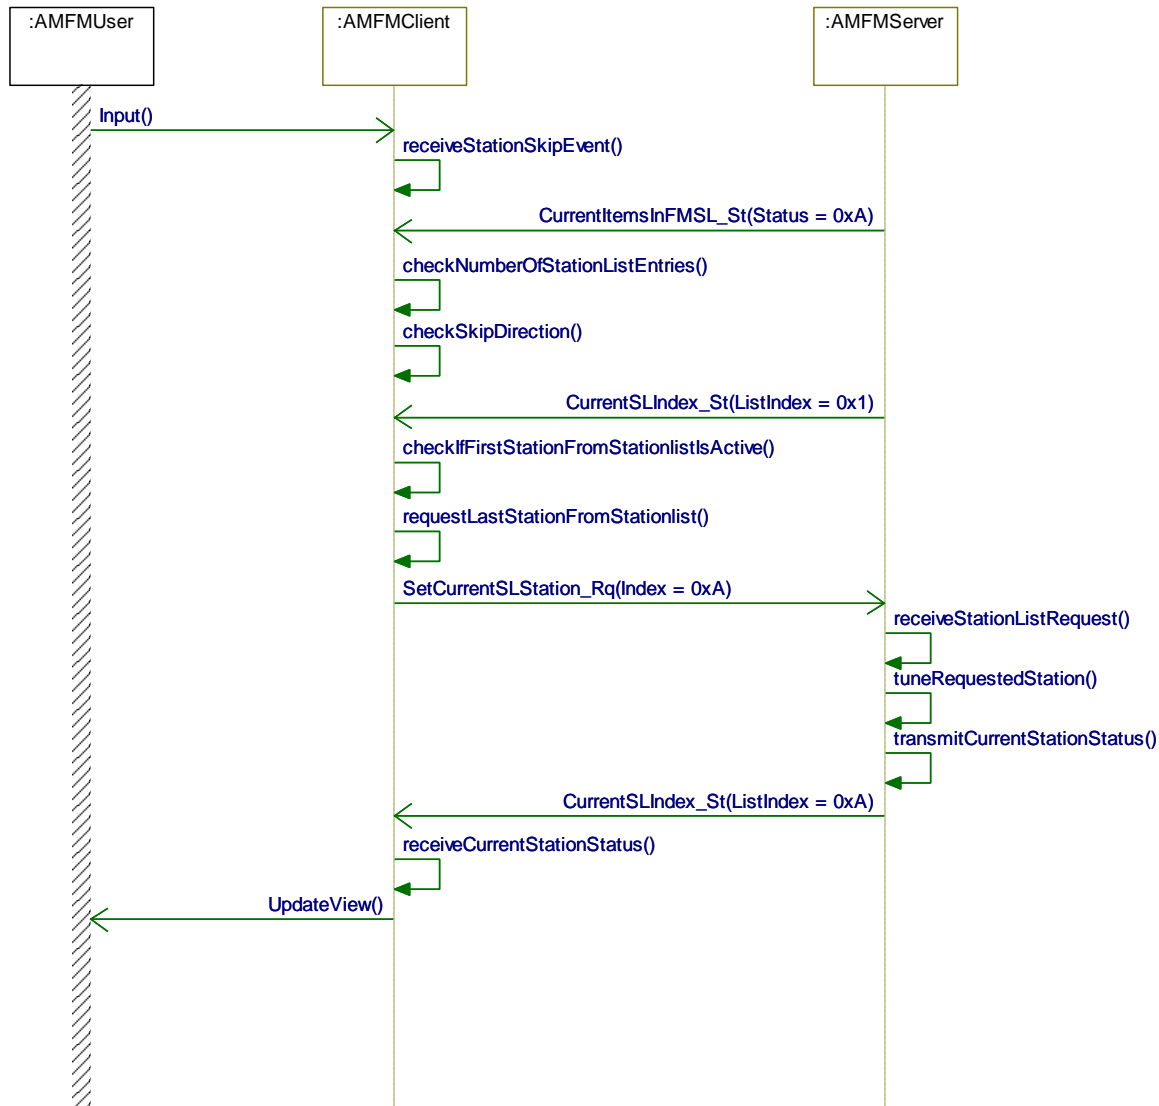 :AMFMUser
:AMFMClient
:AMFMServer
Input()
receiveStationSkipEvent()
CurrentItemsInFMSL_St(Status = 0xA)
checkNumberOfStationListEntries()
checkSkipDirection()
CurrentSLIndex_St(ListIndex = 0x1)
checkIfFirstStationFromStationlistIsActive()
requestLastStationFromStationlist()
SetCurrentSLStation_Rq(Index = 0xA)
receiveStationListRequest()
tuneRequestedStation()
transmitCurrentStationStatus()
CurrentSLIndex_St(ListIndex = 0xA)
receiveCurrentStationStatus()
UpdateView()